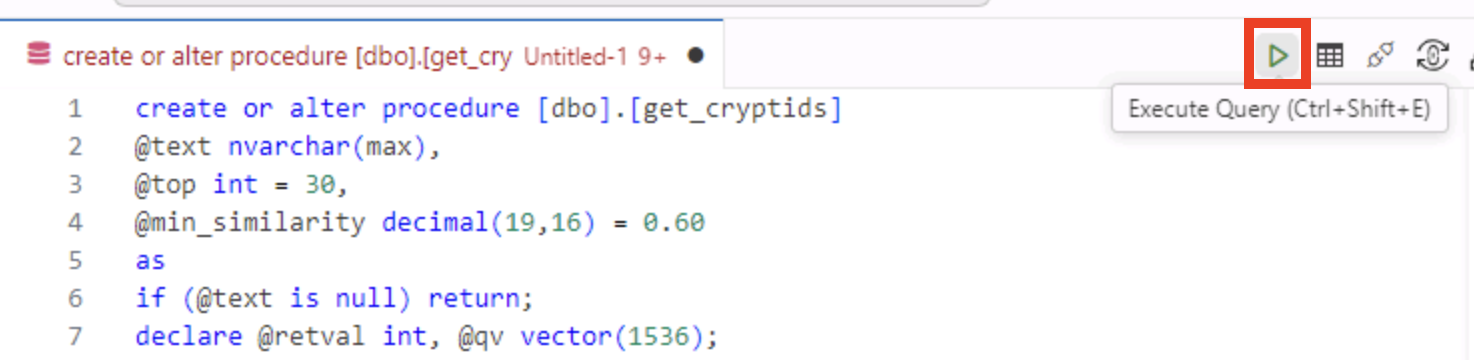 create or alter procedure [dbo].[get_cry Untitled-1 9+
Execute Query (Ctrl+Shift+E)
1 create or alter procedure [dbo].[get_cryptids]
2 @text nvarchar(max),
3 @top int = 30,
4 @min_similarity decimal(19,16) = 0.60
5 as
6 if (@text is null) return;
7 declare @retval int, @qv vector(1536);